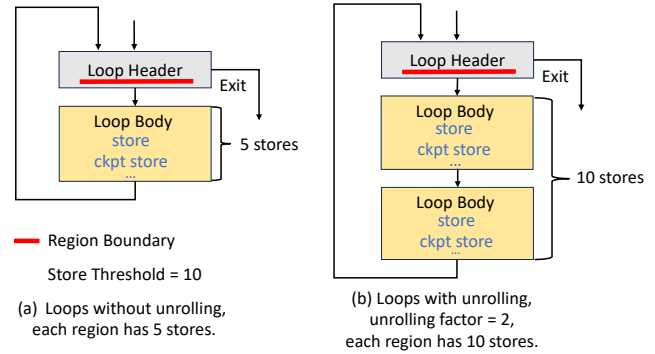 Loop Header
Exit
Loop Body
store
ckpt store
...
5 stores
Region Boundary
Store Threshold = 10
(a) Loops without unrolling,
each region has 5 stores.
Loop Header
Exit
Loop Body
store
ckpt store
...
Loop Body
store
ckpt store
...
10 stores
(b) Loops with unrolling,
unrolling factor = 2,
each region has 10 stores.